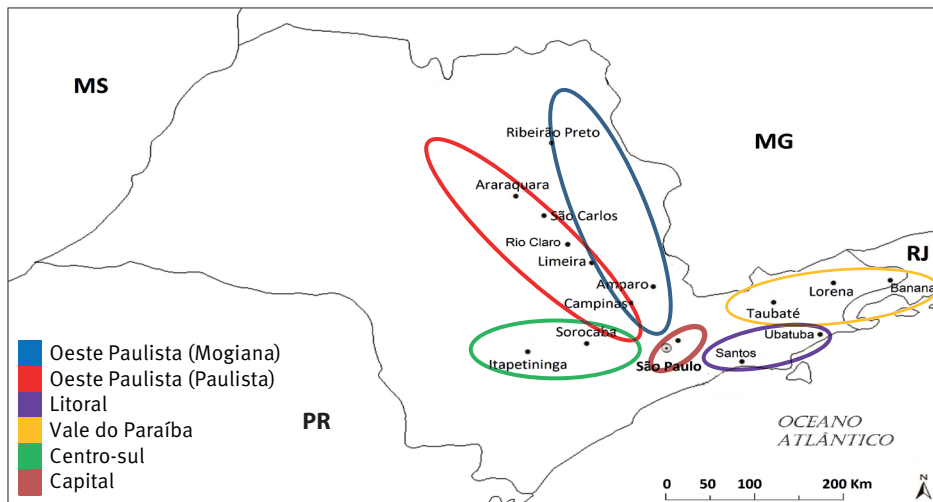 MS
Ribeirão Preto
MG
Araraquara
São Carlos
Rio Claro
Limeira
RJ
Amparo
Campinas
Lorena
Banana
Taubaté
Sorocaba
Ubatuba
Itapetininga
São Paulo
Santos
Oeste Paulista (Mogiana)
Oeste Paulista (Paulista)
Litoral
Vale do Paraíba
Centro-sul
Capital
PR
OCEANO
ATLÂNTICO
0 50 100 200 Km
N